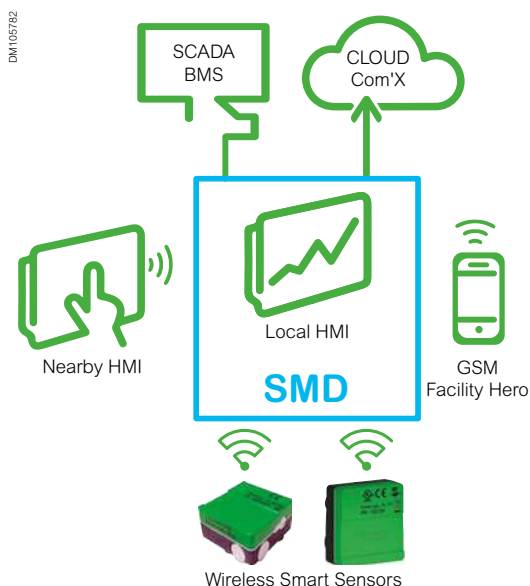 DM105782
SCADA
BMS
CLOUD
Com'X
Local HMI
Nearby HMI
SMD
GSM
Facility Hero
Wireless Smart Sensors